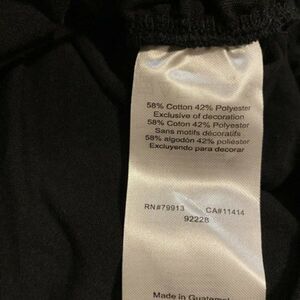 58% Cotton 42% Polyester
Exclusive of decoration
58% Coton 42% Polyester
Sans motifs décoratifs
58% algodón 42% poliéster
Excluyendo para decorar
RN#79913 CA#11414
92228
Made in Guatemal